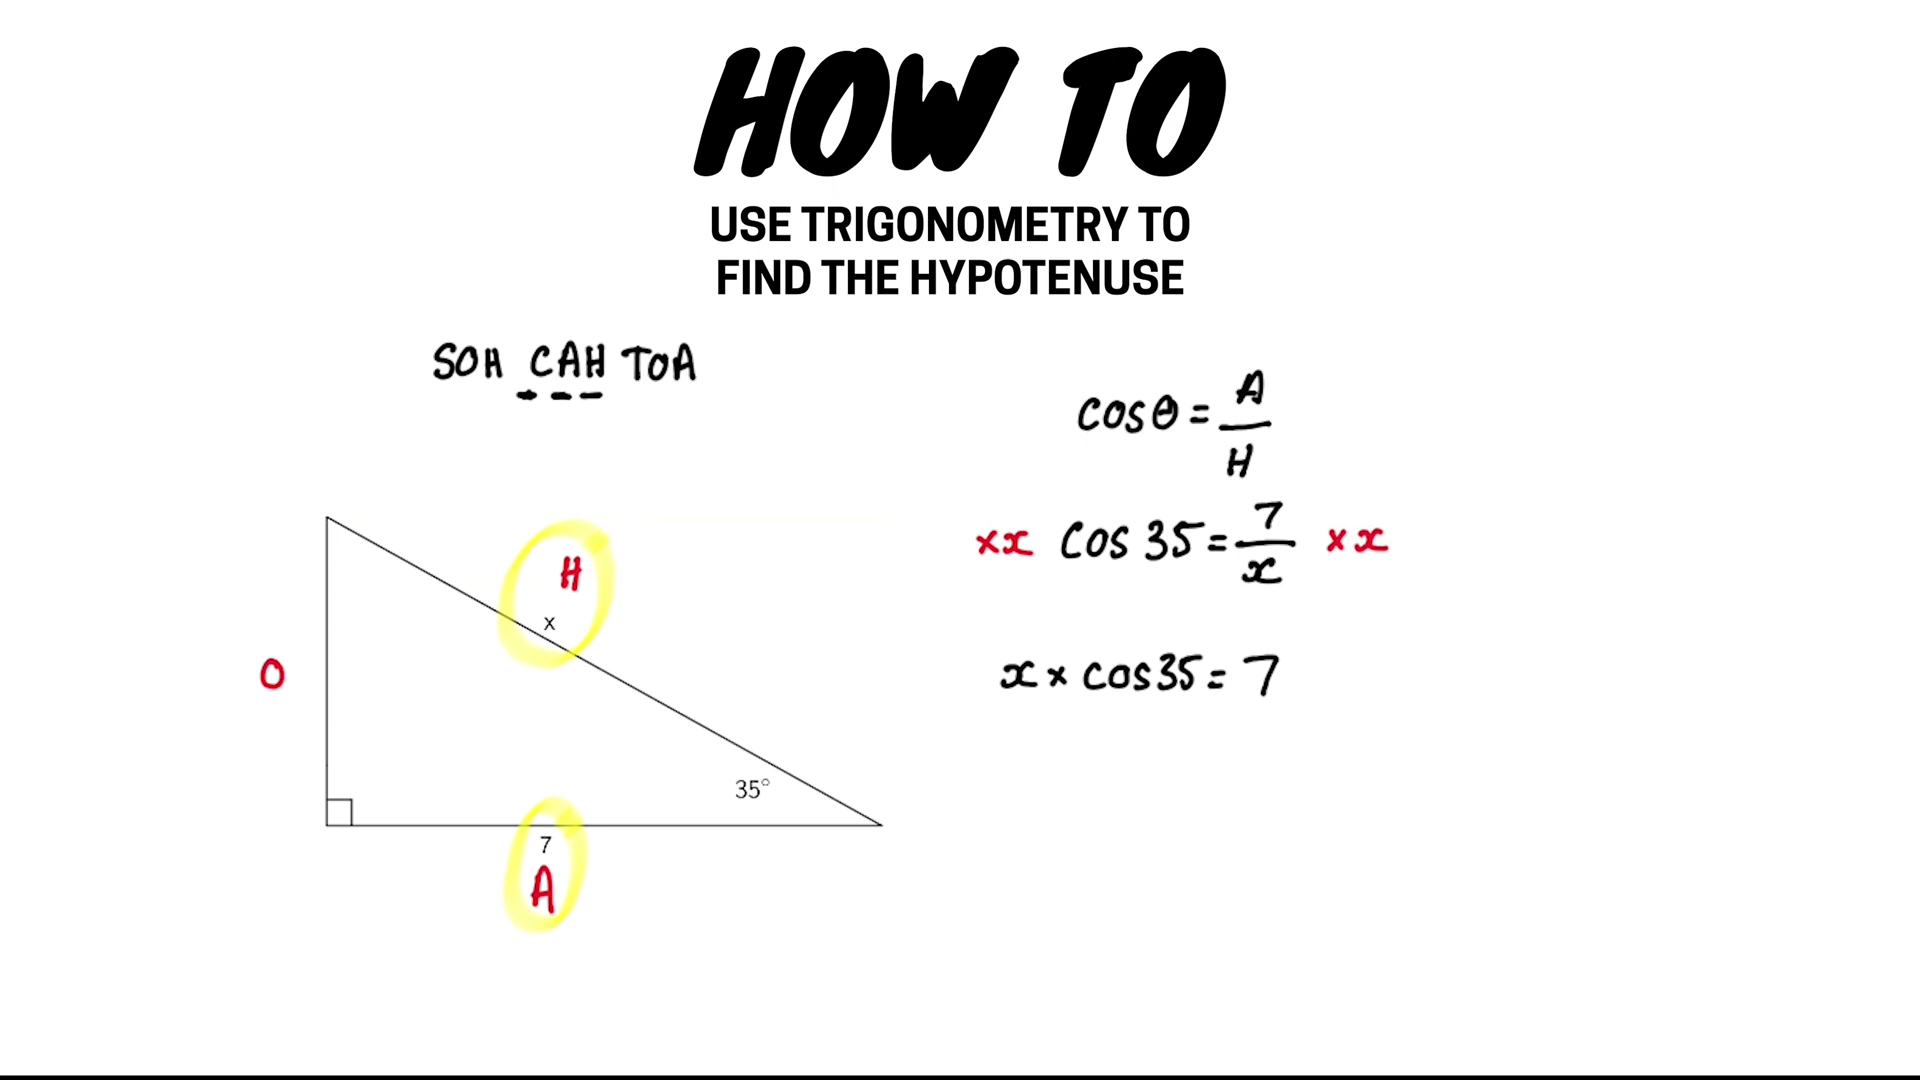 HOW TO
USE TRIGONOMETRY TO
FIND THE HYPOTENUSE
SOH CAH TOA
cosθ = A
H
×x cos 35 = 7 ×x
x
x × cos35 = 7
H
x
O
35°
7
A